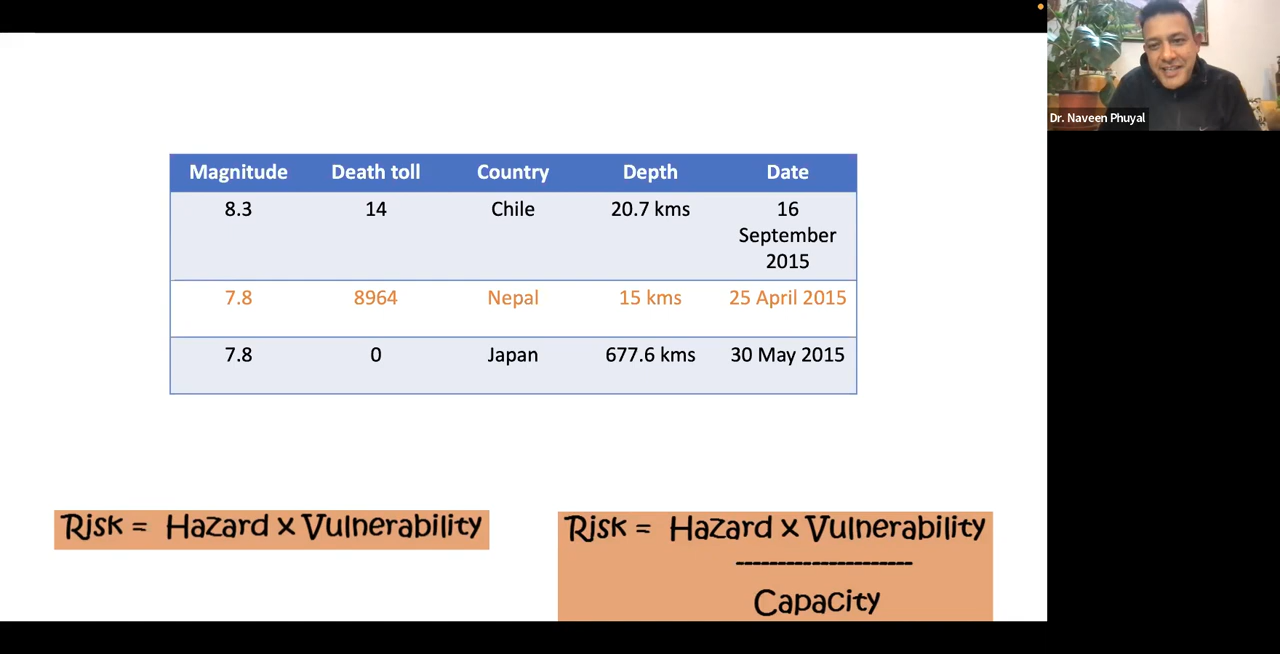 Dr. Naveen Phuyal
Magnitude Death toll Country Depth Date
8.3 14 Chile 20.7 kms 16
September
2015
7.8 8964 Nepal 15 kms 25 April 2015
7.8 0 Japan 677.6 kms 30 May 2015
Risk = Hazard x Vulnerability
Risk = Hazard x Vulnerability
---------------------
Capacity